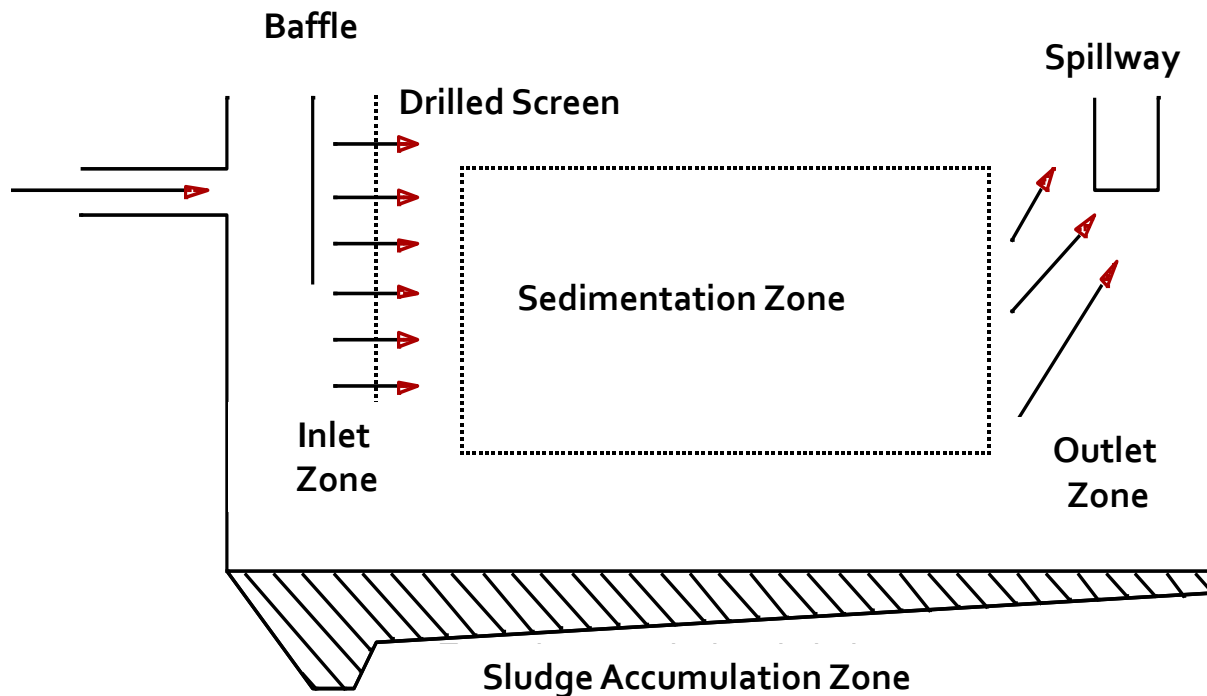 Baffle
Spillway
Drilled Screen
Sedimentation Zone
Inlet
Zone
Outlet
Zone
Sludge Accumulation Zone